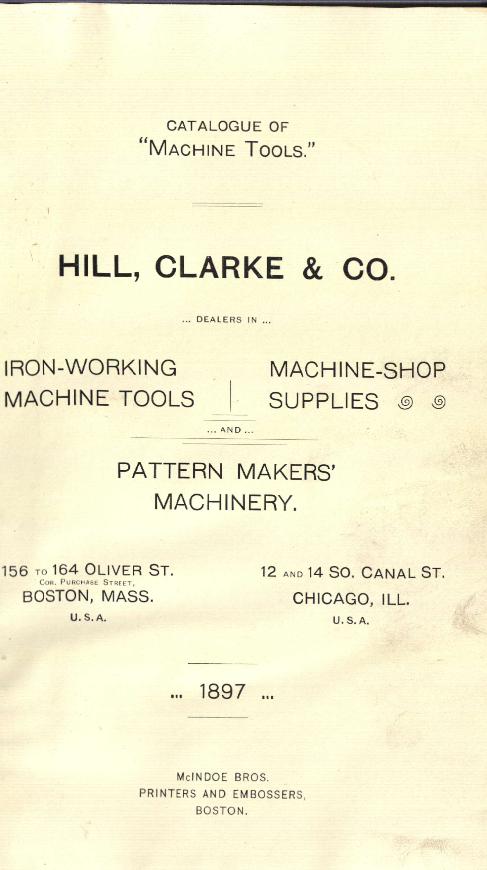 CATALOGUE OF
"MACHINE TOOLS."
HILL, CLARKE & CO.
... DEALERS IN ...
IRON-WORKING
MACHINE TOOLS
MACHINE-SHOP
SUPPLIES
... AND ...
PATTERN MAKERS'
MACHINERY.
156 TO 164 OLIVER ST.
COR. PURCHASE STREET,
BOSTON, MASS.
U. S. A.
12 AND 14 SO. CANAL ST.
CHICAGO, ILL.
U. S. A.
... 1897 ...
McINDOE BROS.
PRINTERS AND EMBOSSERS,
BOSTON.